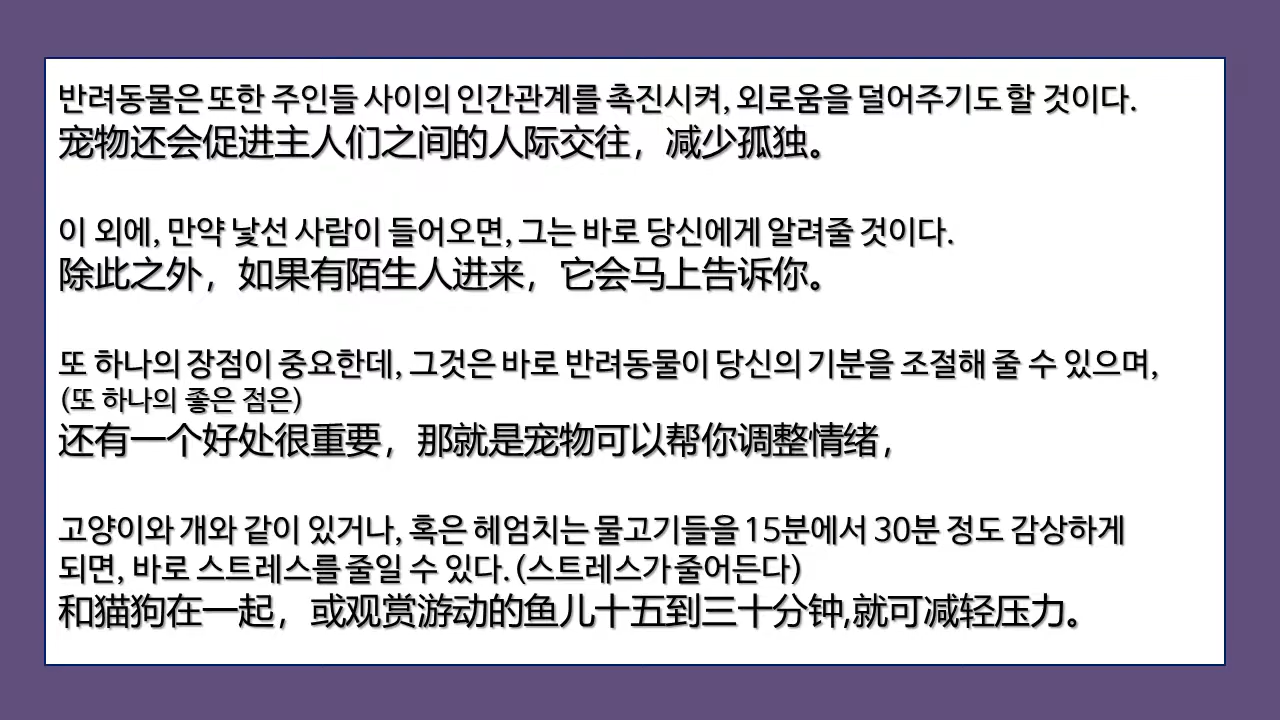 반려동물은 또한 주인들 사이의 인간관계를 촉진시켜, 외로움을 덜어주기도 할 것이다.
宠物还会促进主人们之间的人际交往，减少孤独。
이 외에, 만약 낯선 사람이 들어오면, 그는 바로 당신에게 알려줄 것이다.
除此之外，如果有陌生人进来，它会马上告诉你。
또 하나의 장점이 중요한데, 그것은 바로 반려동물이 당신의 기분을 조절해 줄 수 있으며,
(또 하나의 좋은 점은)
还有一个好处很重要，那就是宠物可以帮你调整情绪，
고양이와 개와 같이 있거나, 혹은 헤엄치는 물고기들을 15분에서 30분 정도 감상하게
되면, 바로 스트레스를 줄일 수 있다. (스트레스가 줄어든다)
和猫狗在一起，或观赏游动的鱼儿十五到三十分钟,就可减轻压力。